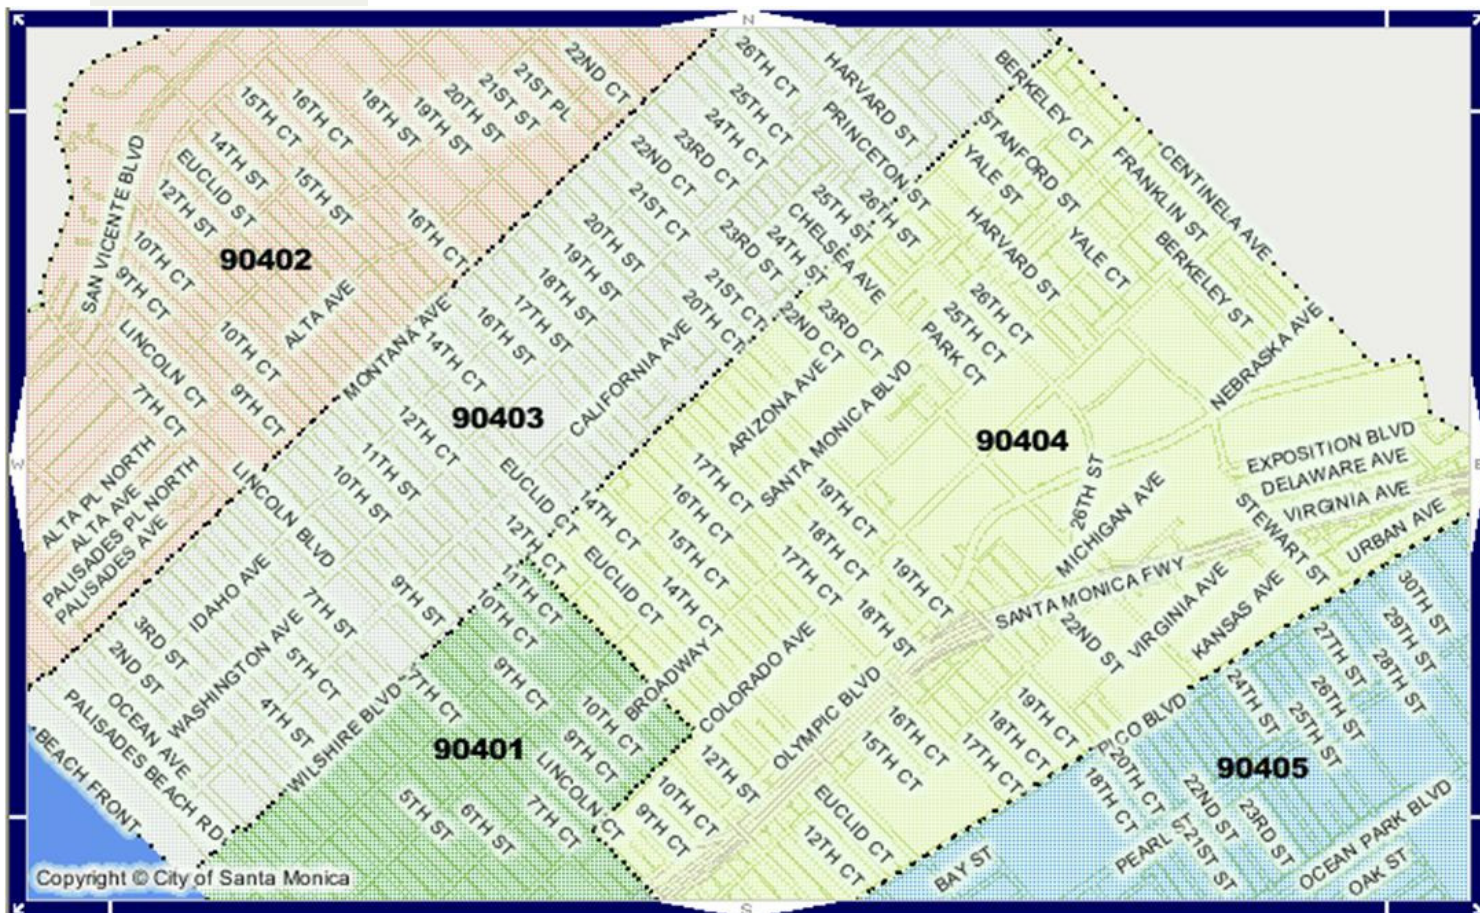 N
22ND CT
21ST PL
21ST ST
20TH ST
19TH ST
18TH ST
16TH CT
15TH CT
14TH ST
EUCLID ST
12TH ST
15TH ST
16TH CT
SAN VICENTE BLVD
10TH CT
9TH CT
90402
ALTA AVE
10TH CT
LINCOLN CT
7TH CT
9TH CT
MONTANA AVE
ALTA PL NORTH
ALTA AVE
PALISADES PL NORTH
PALISADES AVE
26TH CT
25TH CT
24TH CT
23RD CT
22ND CT
21ST CT
HARVARD ST
PRINCETON ST
26TH ST
25TH ST
CHELSEA AVE
24TH ST
23RD ST
21ST CT
20TH CT
20TH ST
19TH ST
18TH ST
17TH ST
16TH ST
14TH CT
CALIFORNIA AVE
90403
12TH CT
11TH ST
10TH ST
EUCLID CT
12TH CT
LINCOLN BLVD
9TH ST
IDAHO AVE
WASHINGTON AVE
7TH ST
5TH CT
4TH ST
3RD ST
2ND ST
OCEAN AVE
PALISADES BEACH RD
BEACH FRONT
WILSHIRE BLVD
BERKELEY CT
STANFORD ST
YALE ST
FRANKLIN ST
CENTINELA AVE
HARVARD ST
YALE CT
BERKELEY ST
26TH CT
25TH CT
PARK CT
23RD CT
22ND CT
NEBRASKA AVE
ARIZONA AVE
SANTA MONICA BLVD
90404
EXPOSITION BLVD
DELAWARE AVE
VIRGINIA AVE
URBAN AVE
STEWART ST
26TH ST
MICHIGAN AVE
SANTA MONICA FWY
17TH CT
16TH CT
15TH CT
14TH CT
14TH CT
EUCLID CT
19TH CT
18TH CT
17TH CT
19TH CT
18TH ST
22ND ST
VIRGINIA AVE
KANSAS AVE
BROADWAY
COLORADO AVE
OLYMPIC BLVD
19TH CT
18TH CT
17TH CT
16TH CT
15TH CT
12TH ST
10TH CT
9TH CT
EUCLID CT
12TH CT
PICO BLVD
11TH CT
10TH CT
9TH CT
10TH CT
9TH CT
7TH CT
90401
LINCOLN CT
7TH CT
6TH ST
5TH ST
30TH ST
29TH ST
28TH ST
27TH ST
26TH ST
25TH ST
24TH ST
90405
23RD ST
22ND ST
21ST ST
20TH CT
18TH CT
PEARL
BAY ST
OCEAN PARK BLVD
OAK ST
W
E
S
Copyright © City of Santa Monica